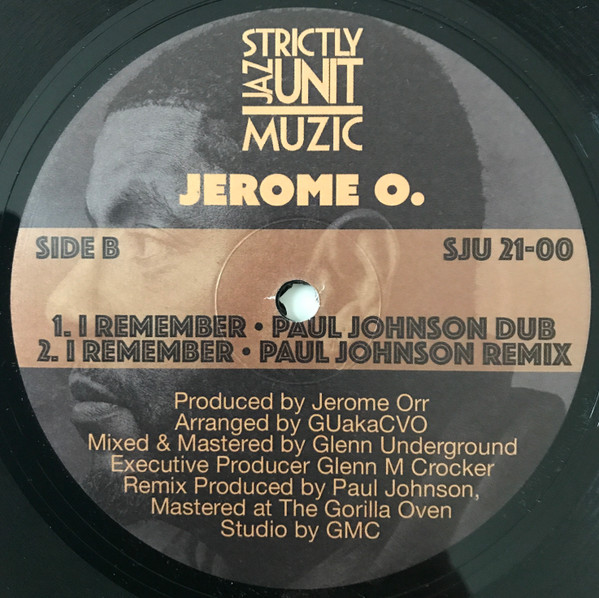 STRICTLY
JAZ UNIT
MUZIC
JEROME O.
SIDE B
SJU 21-00
1. I REMEMBER • PAUL JOHNSON DUB
2. I REMEMBER • PAUL JOHNSON REMIX
Produced by Jerome Orr
Arranged by GUakaCVO
Mixed & Mastered by Glenn Underground
Executive Producer Glenn M Crocker
Remix Produced by Paul Johnson,
Mastered at The Gorilla Oven
Studio by GMC